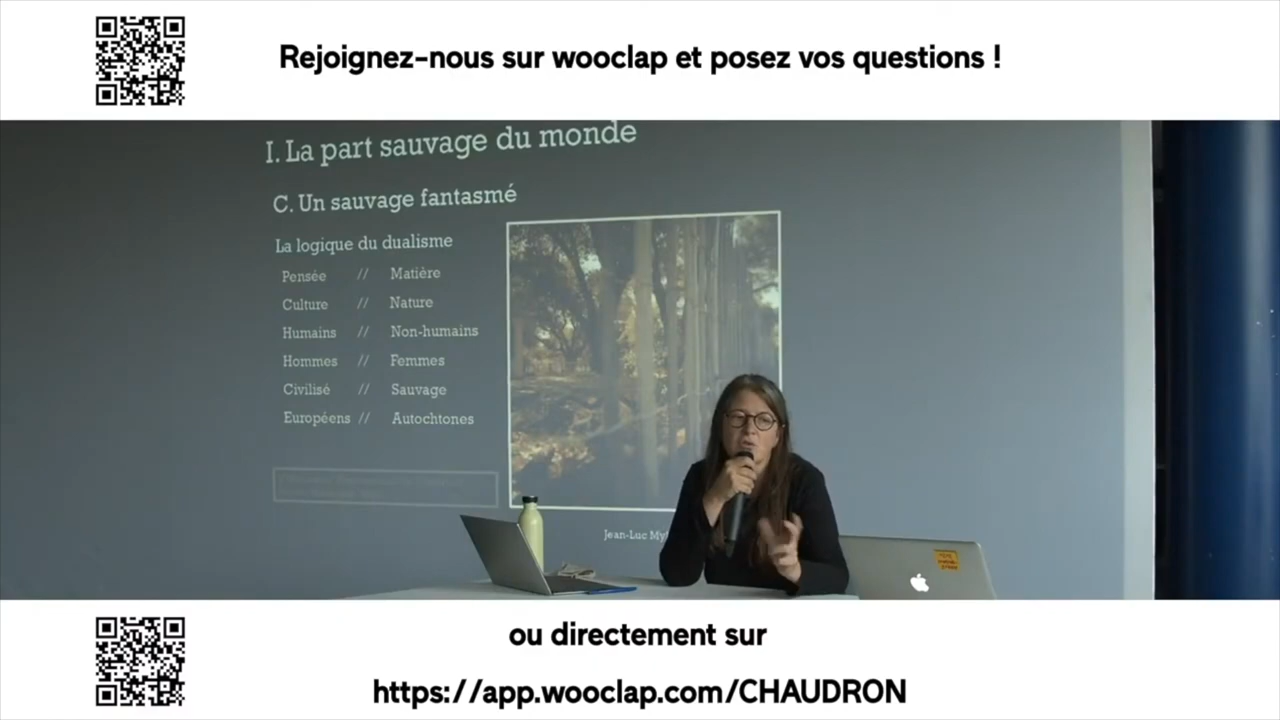 Rejoignez-nous sur wooclap et posez vos questions !
I. La part sauvage du monde
C. Un sauvage fantasmé
La logique du dualisme
Pensée // Matière
Culture // Nature
Humains // Non-humains
Hommes // Femmes
Civilisé // Sauvage
Européens // Autochtones
Jean-Luc
ou directement sur
https://app.wooclap.com/CHAUDRON